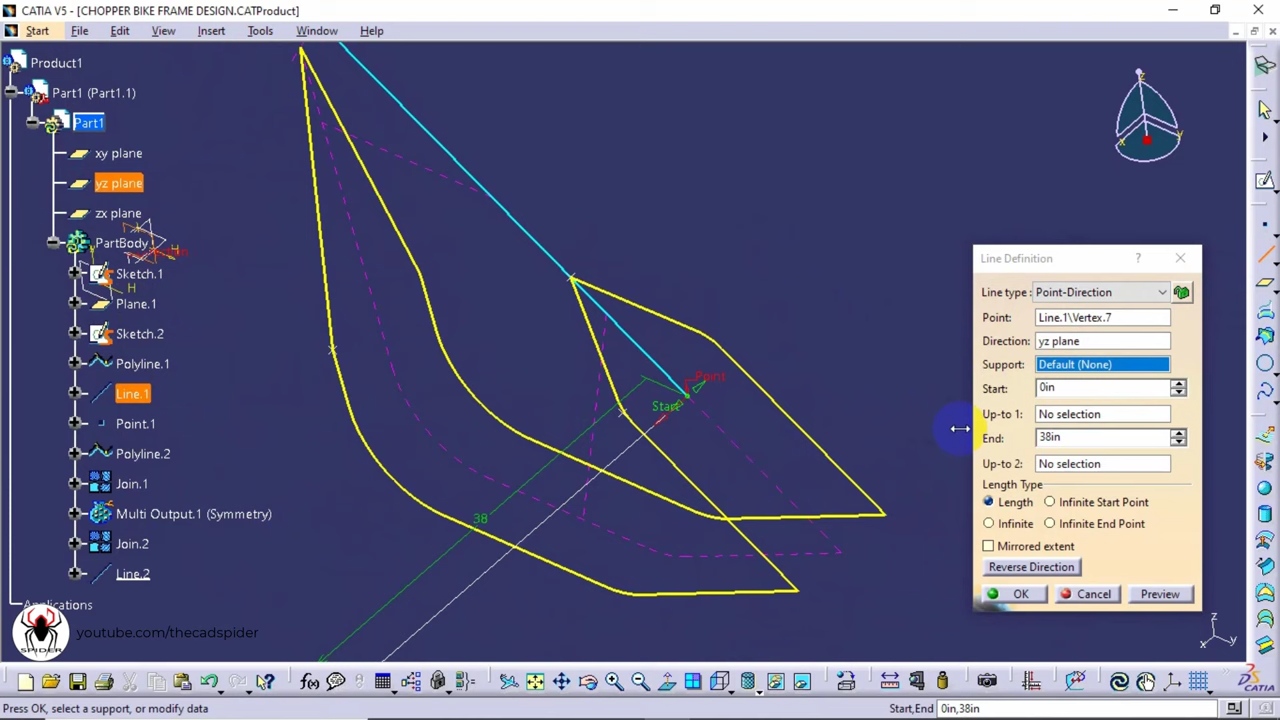 CATIA V5 - [CHOPPER BIKE FRAME DESIGN.CATProduct]
Start File Edit View Insert Tools Window Help
Product1
Part1 (Part1.1)
Part1
xy plane
yz plane
zx plane
PartBody
Sketch.1
Plane.1
Sketch.2
Polyline.1
Line.1
Point.1
Polyline.2
Join.1
Multi Output.1 (Symmetry)
Join.2
Line.2
Applications
SPIDER
youtube.com/thecadspider
H
H
z
y
x
Point
Start
38
Line Definition ?
Line type : Point-Direction
Point: Line.1\Vertex.7
Direction: yz plane
Support: Default (None)
Start: 0in
Up-to 1: No selection
End: 38in
Up-to 2: No selection
Length Type
Length Infinite Start Point
Infinite Infinite End Point
Mirrored extent
Reverse Direction
OK Cancel Preview
z
y
x
f(x)
DS CATIA
Press OK, select a support, or modify data
Start,End 0in,38in